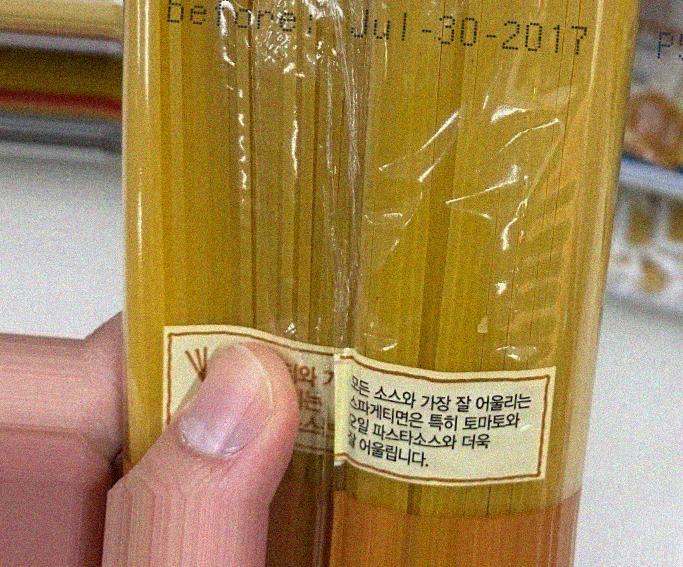 before: Jul-30-2017
모든 소스와 가장 잘 어울리는
스파게티면은 특히 토마토와
오일 파스타소스와 더욱
잘 어울립니다.